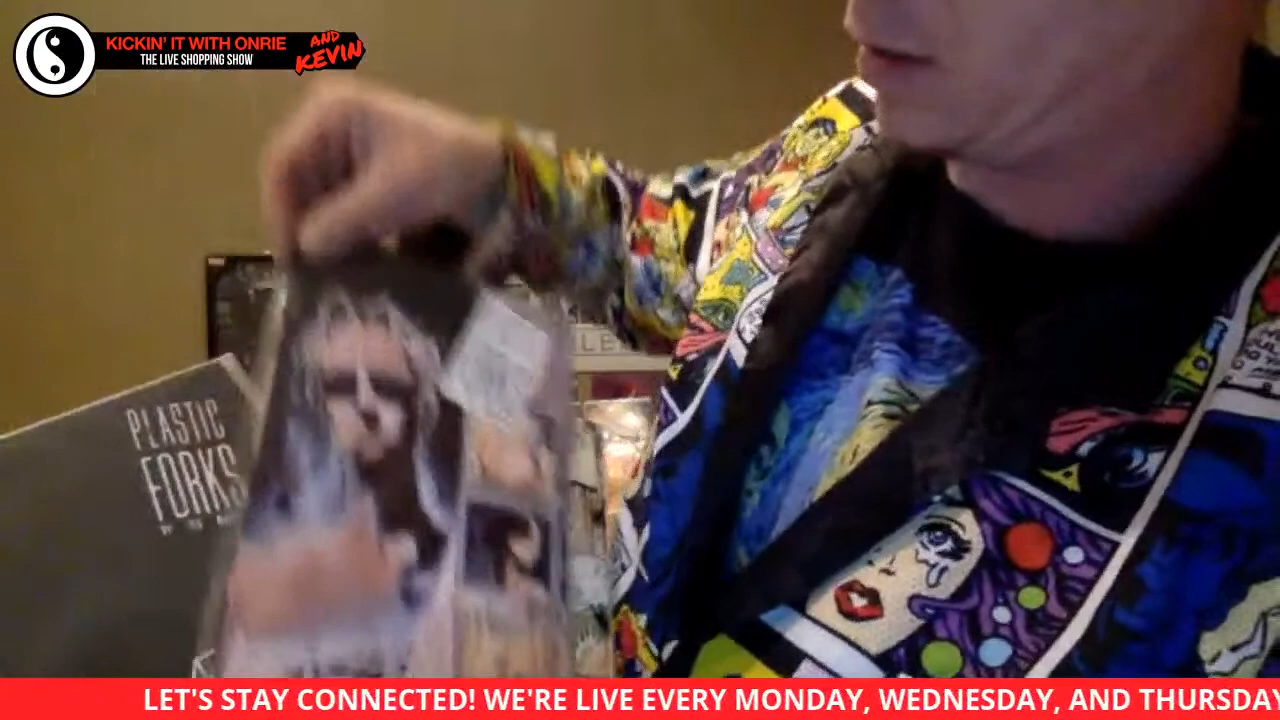 KICKIN' IT WITH ONRIE
AND
KEVIN
THE LIVE SHOPPING SHOW
PLASTIC
FORKS
LET'S STAY CONNECTED! WE'RE LIVE EVERY MONDAY, WEDNESDAY, AND THURSDAY